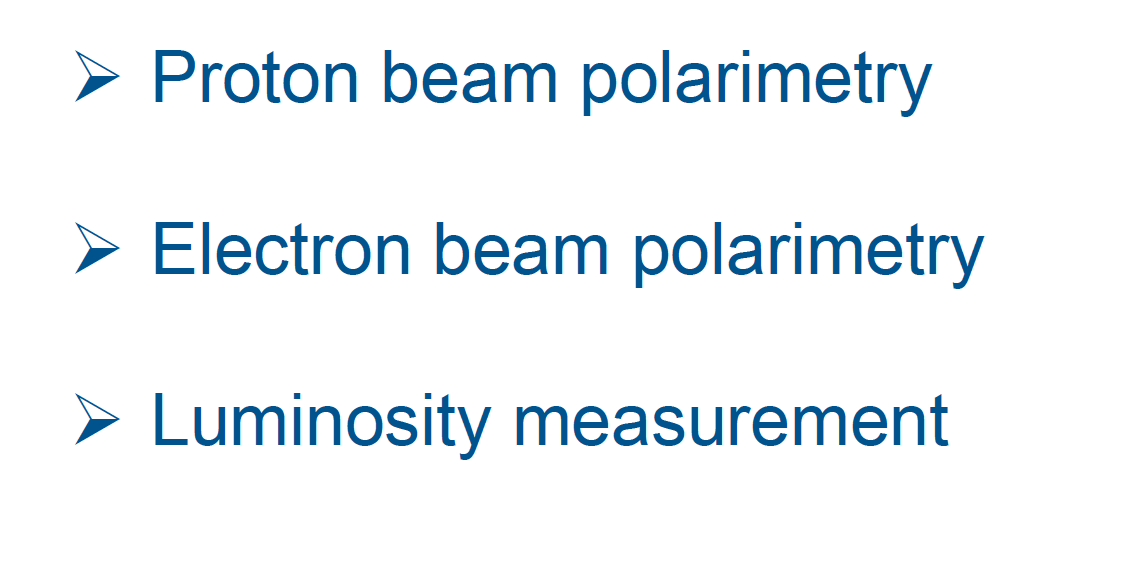 ➢ Proton beam polarimetry
➢ Electron beam polarimetry
➢ Luminosity measurement